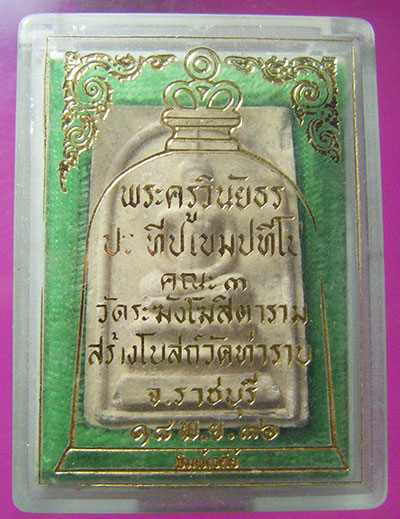 พระครูวินัยธร
ประทีป เขมปทีโป
คณะ ๓
วัดระฆังโฆสิตาราม
สร้างโบสถ์วัดท่าราบ
จ.ราชบุรี
๑๘ พ.ย. ๓๖